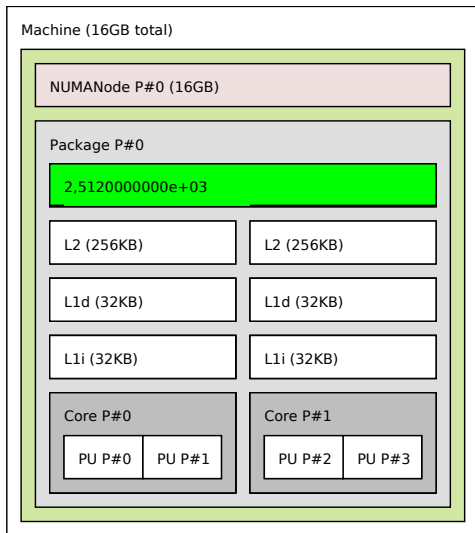 Machine (16GB total)
NUMANode P#0 (16GB)
Package P#0
2,5120000000e+03
L2 (256KB) L2 (256KB)
L1d (32KB) L1d (32KB)
L1i (32KB) L1i (32KB)
Core P#0 Core P#1
PU P#0 PU P#1 PU P#2 PU P#3